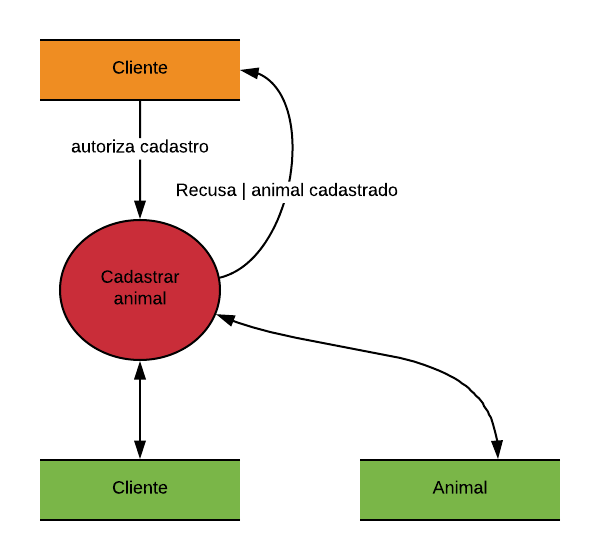 Cliente
autoriza cadastro
Recusa | animal cadastrado
Cadastrar
animal
Cliente
Animal